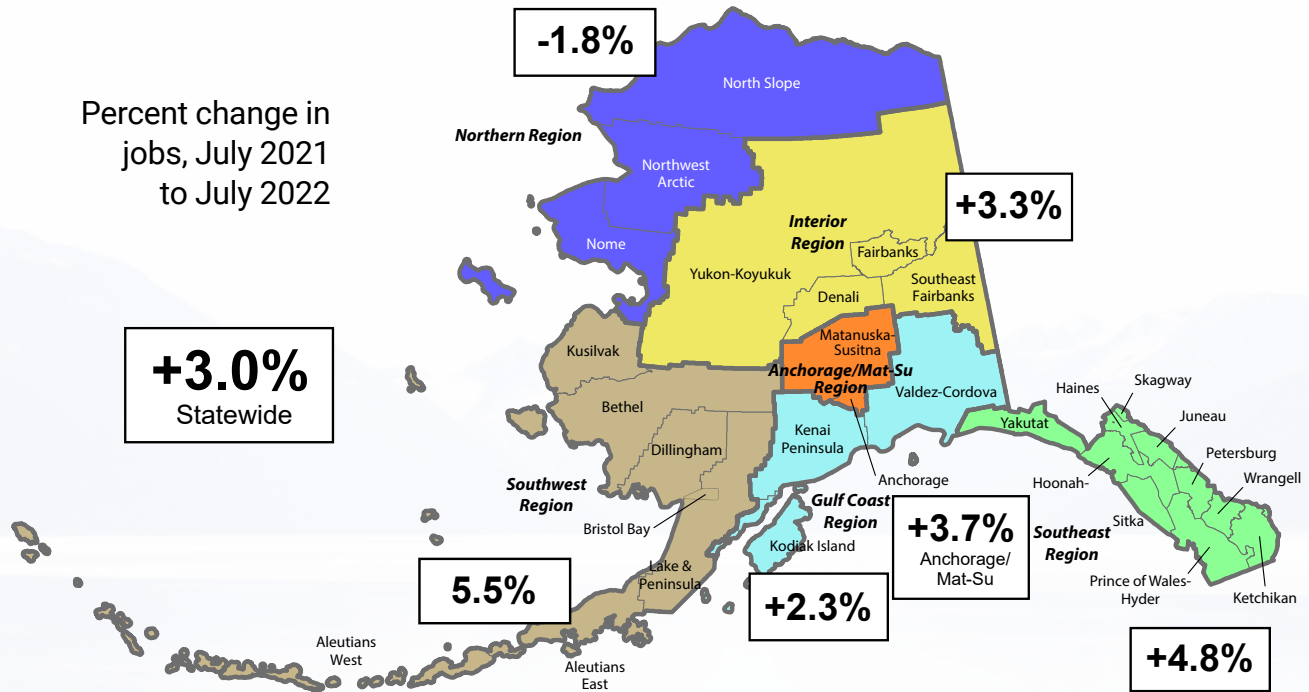 Percent change in
jobs, July 2021
to July 2022
-1.8%
North Slope
Northern Region
Northwest
Arctic
Nome
+3.3%
Interior
Region
Fairbanks
Yukon-Koyukuk
Southeast
Fairbanks
Denali
+3.0%
Statewide
Kusilvak
Matanuska-
Susitna
Anchorage/Mat-Su
Region
Valdez-Cordova
Bethel
Dillingham
Kenai
Peninsula
Anchorage
Southwest
Region
Bristol Bay
Lake &
Peninsula
5.5%
Aleutians
West
Aleutians
East
Gulf Coast
Region
Kodiak Island
+2.3%
+3.7%
Anchorage/
Mat-Su
Yakutat
Haines
Skagway
Juneau
Petersburg
Wrangell
Hoonah-
Sitka
Southeast
Region
Prince of Wales-
Hyder
Ketchikan
+4.8%